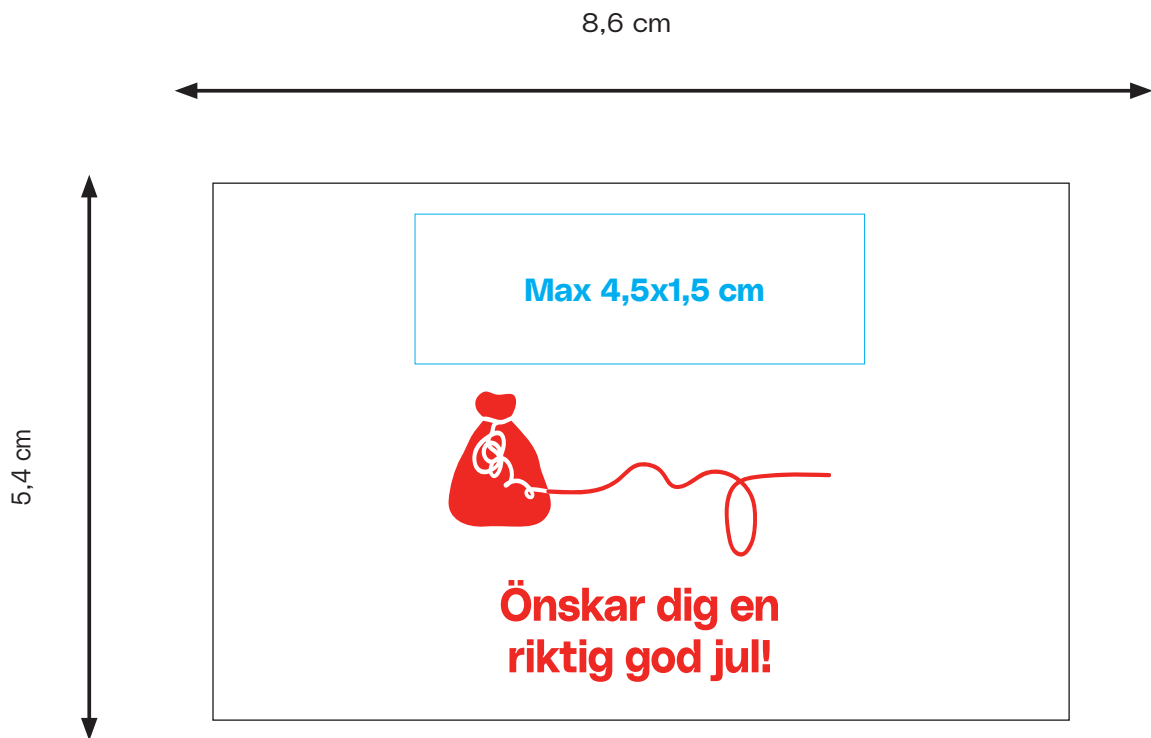 8,6 cm
5,4 cm
Max 4,5x1,5 cm
Önskar dig en
riktig god jul!